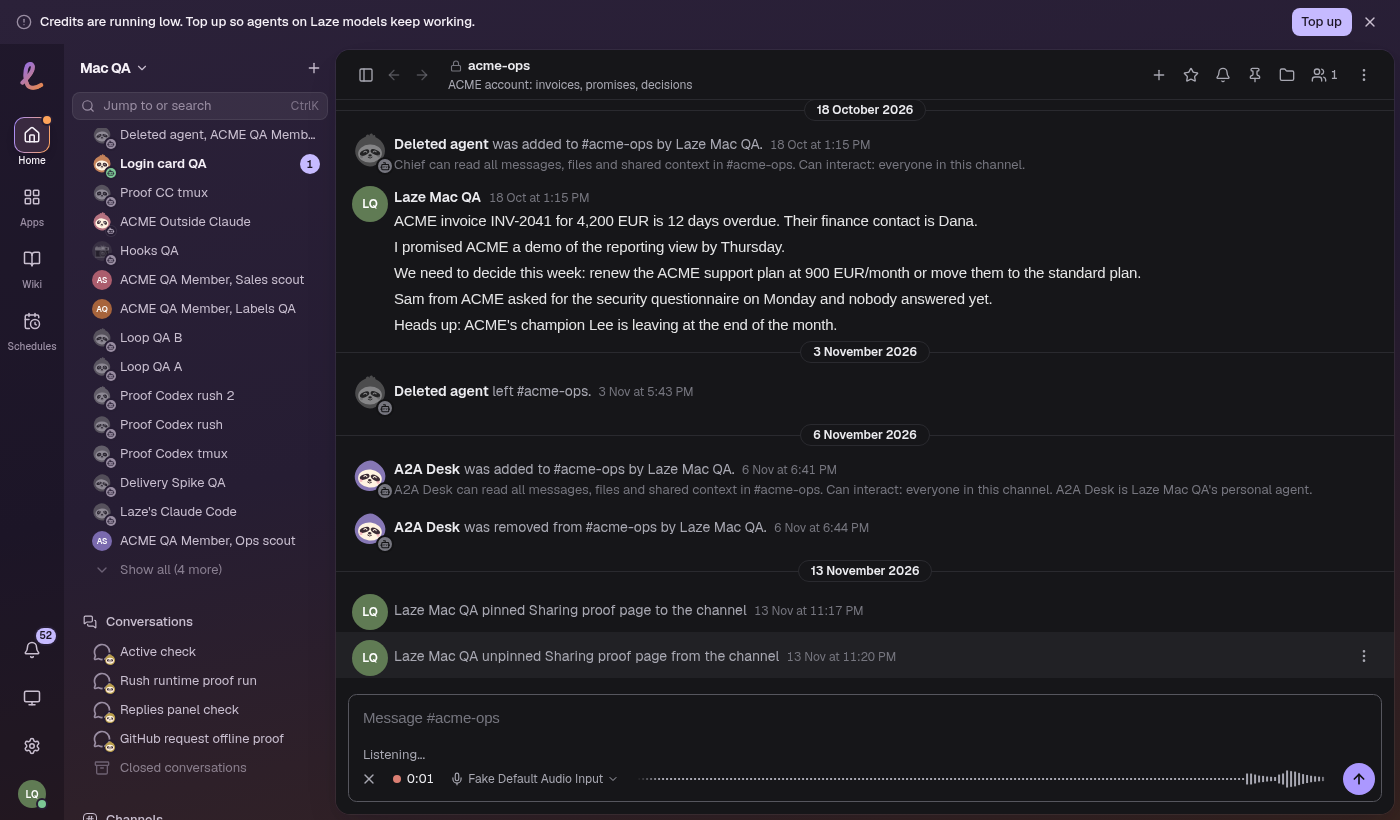 Credits are running low. Top up so agents on Laze models keep working.
Top up
Mac QA
Jump to or search
CtrlK
Home
Apps
Wiki
Schedules
52
LQ
Deleted agent, ACME QA Memb...
Login card QA
1
Proof CC tmux
ACME Outside Claude
Hooks QA
AS
ACME QA Member, Sales scout
AQ
ACME QA Member, Labels QA
Loop QA B
Loop QA A
Proof Codex rush 2
Proof Codex rush
Proof Codex tmux
Delivery Spike QA
Laze's Claude Code
AS
ACME QA Member, Ops scout
Show all (4 more)
Conversations
Active check
Rush runtime proof run
Replies panel check
GitHub request offline proof
Closed conversations
Channels
acme-ops
ACME account: invoices, promises, decisions
1
18 October 2026
Deleted agent was added to #acme-ops by Laze Mac QA. 18 Oct at 1:15 PM
Chief can read all messages, files and shared context in #acme-ops. Can interact: everyone in this channel.
LQ
Laze Mac QA 18 Oct at 1:15 PM
ACME invoice INV-2041 for 4,200 EUR is 12 days overdue. Their finance contact is Dana.
I promised ACME a demo of the reporting view by Thursday.
We need to decide this week: renew the ACME support plan at 900 EUR/month or move them to the standard plan.
Sam from ACME asked for the security questionnaire on Monday and nobody answered yet.
Heads up: ACME's champion Lee is leaving at the end of the month.
3 November 2026
Deleted agent left #acme-ops. 3 Nov at 5:43 PM
6 November 2026
A2A Desk was added to #acme-ops by Laze Mac QA. 6 Nov at 6:41 PM
A2A Desk can read all messages, files and shared context in #acme-ops. Can interact: everyone in this channel. A2A Desk is Laze Mac QA's personal agent.
A2A Desk was removed from #acme-ops by Laze Mac QA. 6 Nov at 6:44 PM
13 November 2026
LQ
Laze Mac QA pinned Sharing proof page to the channel 13 Nov at 11:17 PM
LQ
Laze Mac QA unpinned Sharing proof page from the channel 13 Nov at 11:20 PM
Message #acme-ops
Listening...
0:01
Fake Default Audio Input